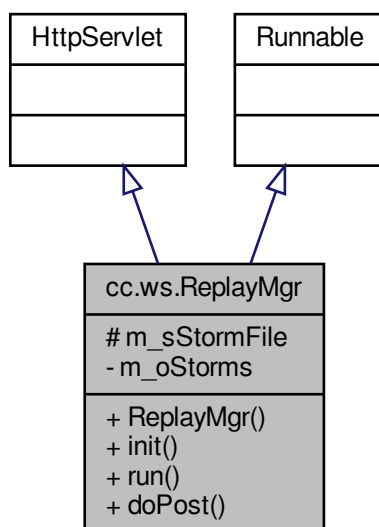 HttpServlet
Runnable
cc.ws.ReplayMgr
# m_sStormFile
- m_oStorms
+ ReplayMgr()
+ init()
+ run()
+ doPost()